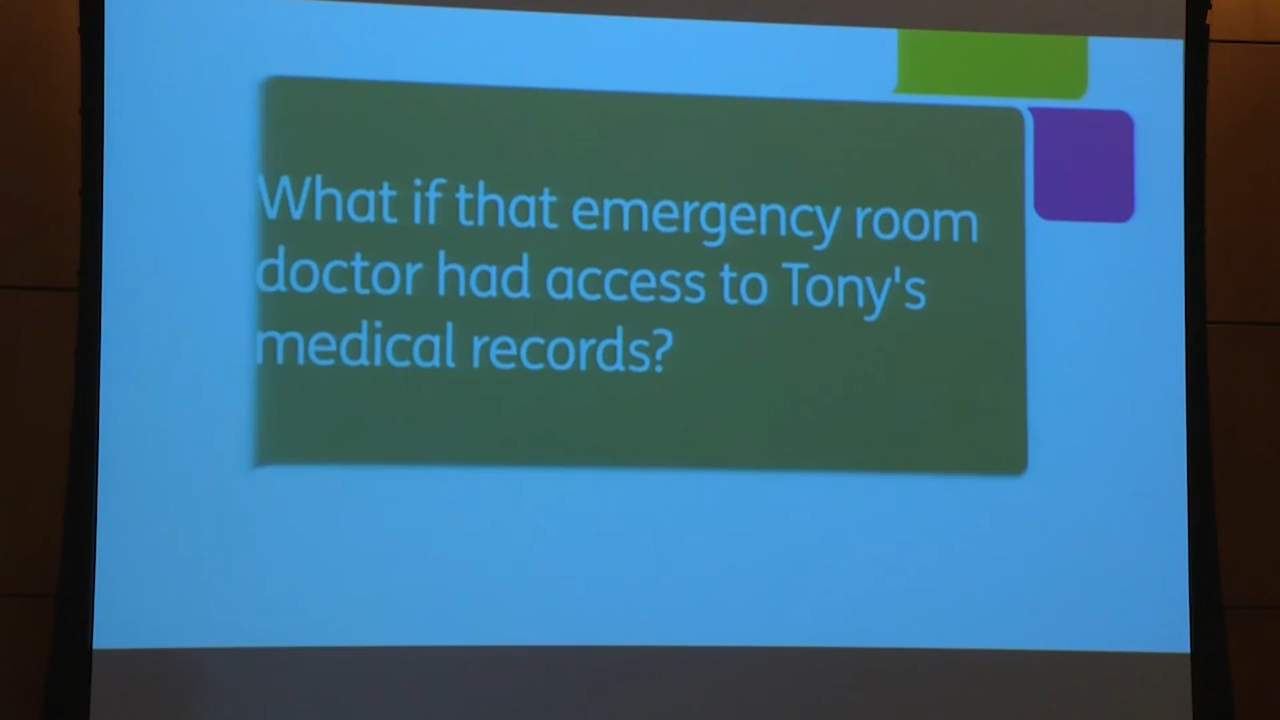 What if that emergency room
doctor had access to Tony's
medical records?